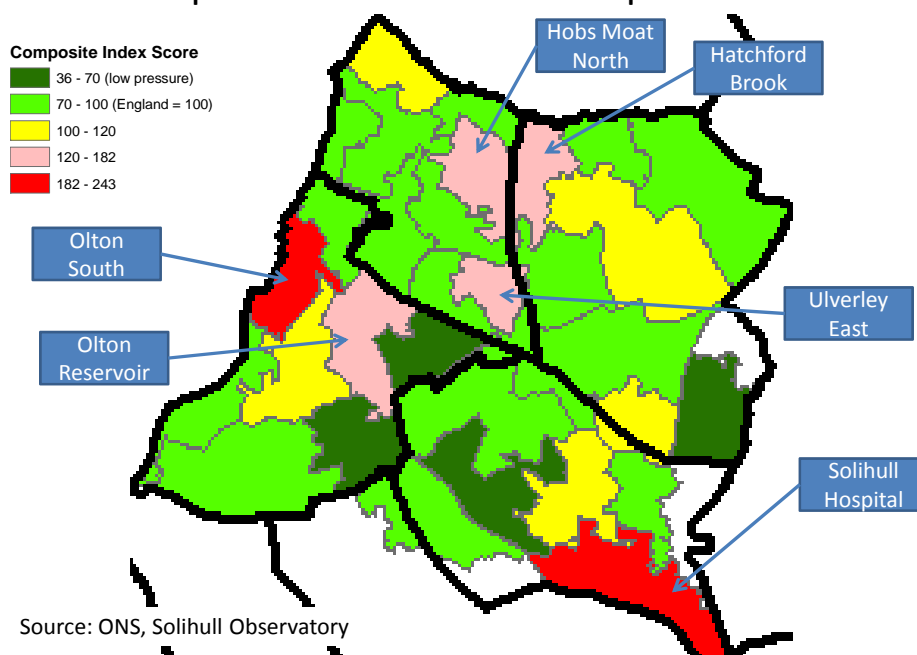 Composite Index Score
36 - 70 (low pressure)
70 - 100 (England = 100)
100 - 120
120 - 182
182 - 243
Hobs Moat
North
Hatchford
Brook
Olton
South
Olton
Reservoir
Ulverley
East
Solihull
Hospital
Source: ONS, Solihull Observatory